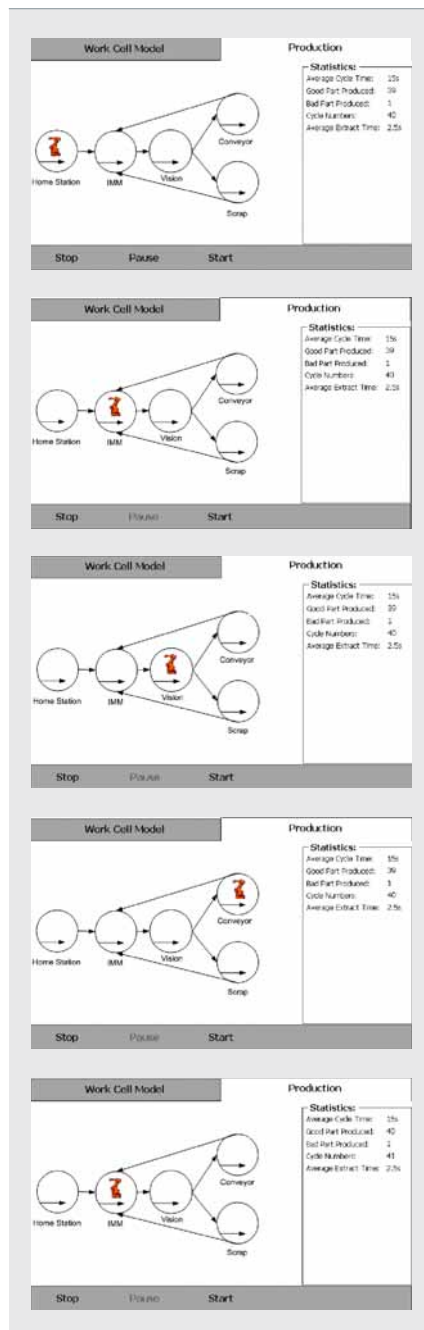 Work Cell Model
Production
Statistics:
Average Cycle Time: 15s
Good Part Produced: 39
Bad Part Produced: 1
Cycle Numbers: 40
Average Extract Time: 2.5s
Conveyor
Home Station
IMM
Vision
Scrap
Stop Pause Start
Work Cell Model
Production
Statistics:
Average Cycle Time: 15s
Good Part Produced: 39
Bad Part Produced: 1
Cycle Numbers: 40
Average Extract Time: 2.5s
Conveyor
Home Station
IMM
Vision
Scrap
Stop Pause Start
Work Cell Model
Production
Statistics:
Average Cycle Time: 15s
Good Part Produced: 39
Bad Part Produced: 1
Cycle Numbers: 40
Average Extract Time: 2.5s
Conveyor
Home Station
IMM
Vision
Scrap
Stop Pause Start
Work Cell Model
Production
Statistics:
Average Cycle Time: 15s
Good Part Produced: 39
Bad Part Produced: 1
Cycle Numbers: 40
Average Extract Time: 2.5s
Conveyor
Home Station
IMM
Vision
Scrap
Stop Pause Start
Work Cell Model
Production
Statistics:
Average Cycle Time: 15s
Good Part Produced: 40
Bad Part Produced: 1
Cycle Numbers: 41
Average Extract Time: 2.5s
Conveyor
Home Station
IMM
Vision
Scrap
Stop Pause Start